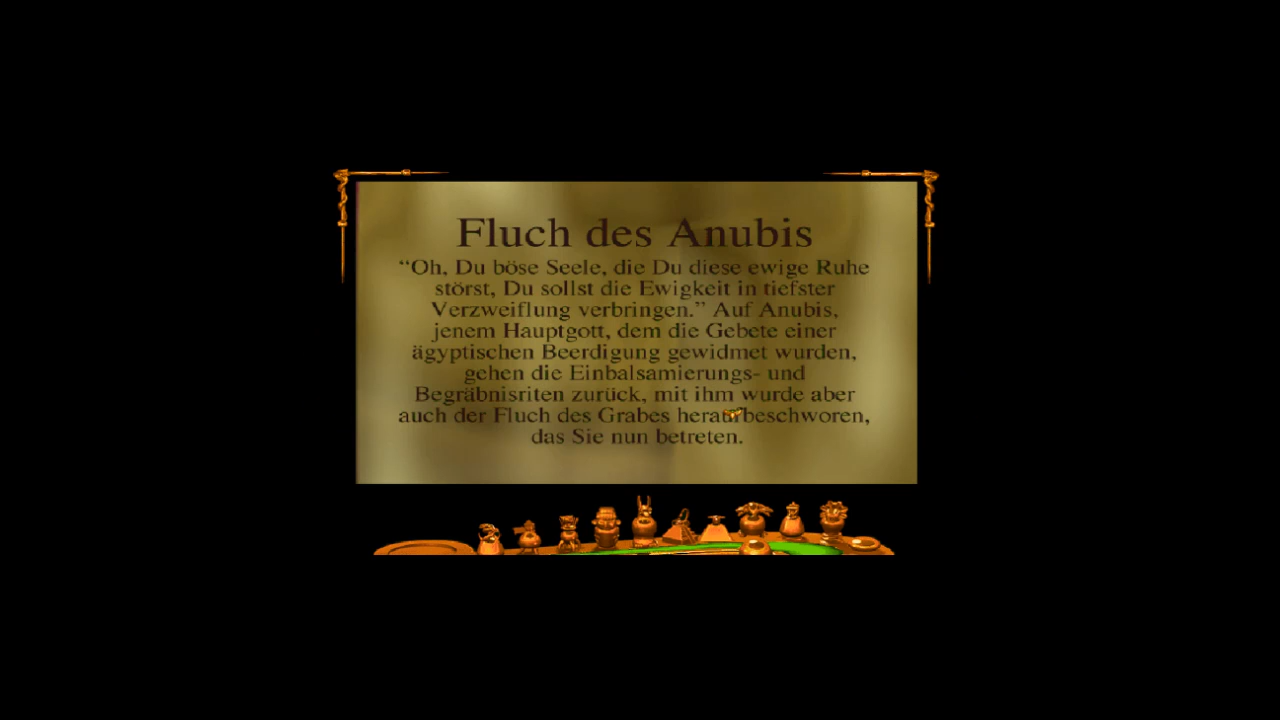 Fluch des Anubis
“Oh, Du böse Seele, die Du diese ewige Ruhe
störst, Du sollst die Ewigkeit in tiefster
Verzweiflung verbringen.” Auf Anubis,
jenem Hauptgott, dem die Gebete einer
ägyptischen Beerdigung gewidmet wurden,
gehen die Einbalsamierungs- und
Begräbnisriten zurück, mit ihm wurde aber
auch der Fluch des Grabes heraufbeschworen,
das Sie nun betreten.